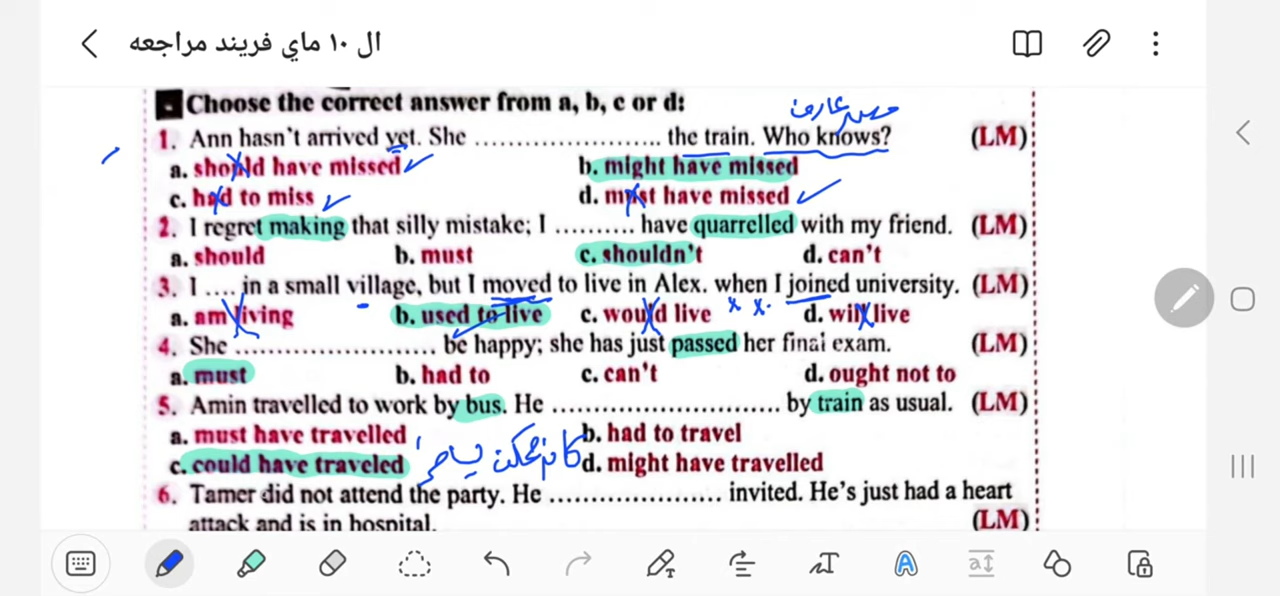 ال ١٠ ماي فريند مراجعه
Choose the correct answer from a, b, c or d:
مش عارف
1. Ann hasn't arrived yet. She ..................... the train. Who knows? (LM)
a. should have missed b. might have missed
c. had to miss d. must have missed
2. I regret making that silly mistake; I .......... have quarrelled with my friend. (LM)
a. should b. must c. shouldn't d. can't
3. I .... in a small village, but I moved to live in Alex. when I joined university. (LM)
a. am living b. used to live c. would live d. will live
4. She ....................... be happy; she has just passed her final exam. (LM)
a. must b. had to c. can't d. ought not to
5. Amin travelled to work by bus. He .......................... by train as usual. (LM)
a. must have travelled b. had to travel
c. could have traveled كان ممكن يسافر d. might have travelled
6. Tamer did not attend the party. He ................... invited. He's just had a heart
attack and is in hospital. (LM)